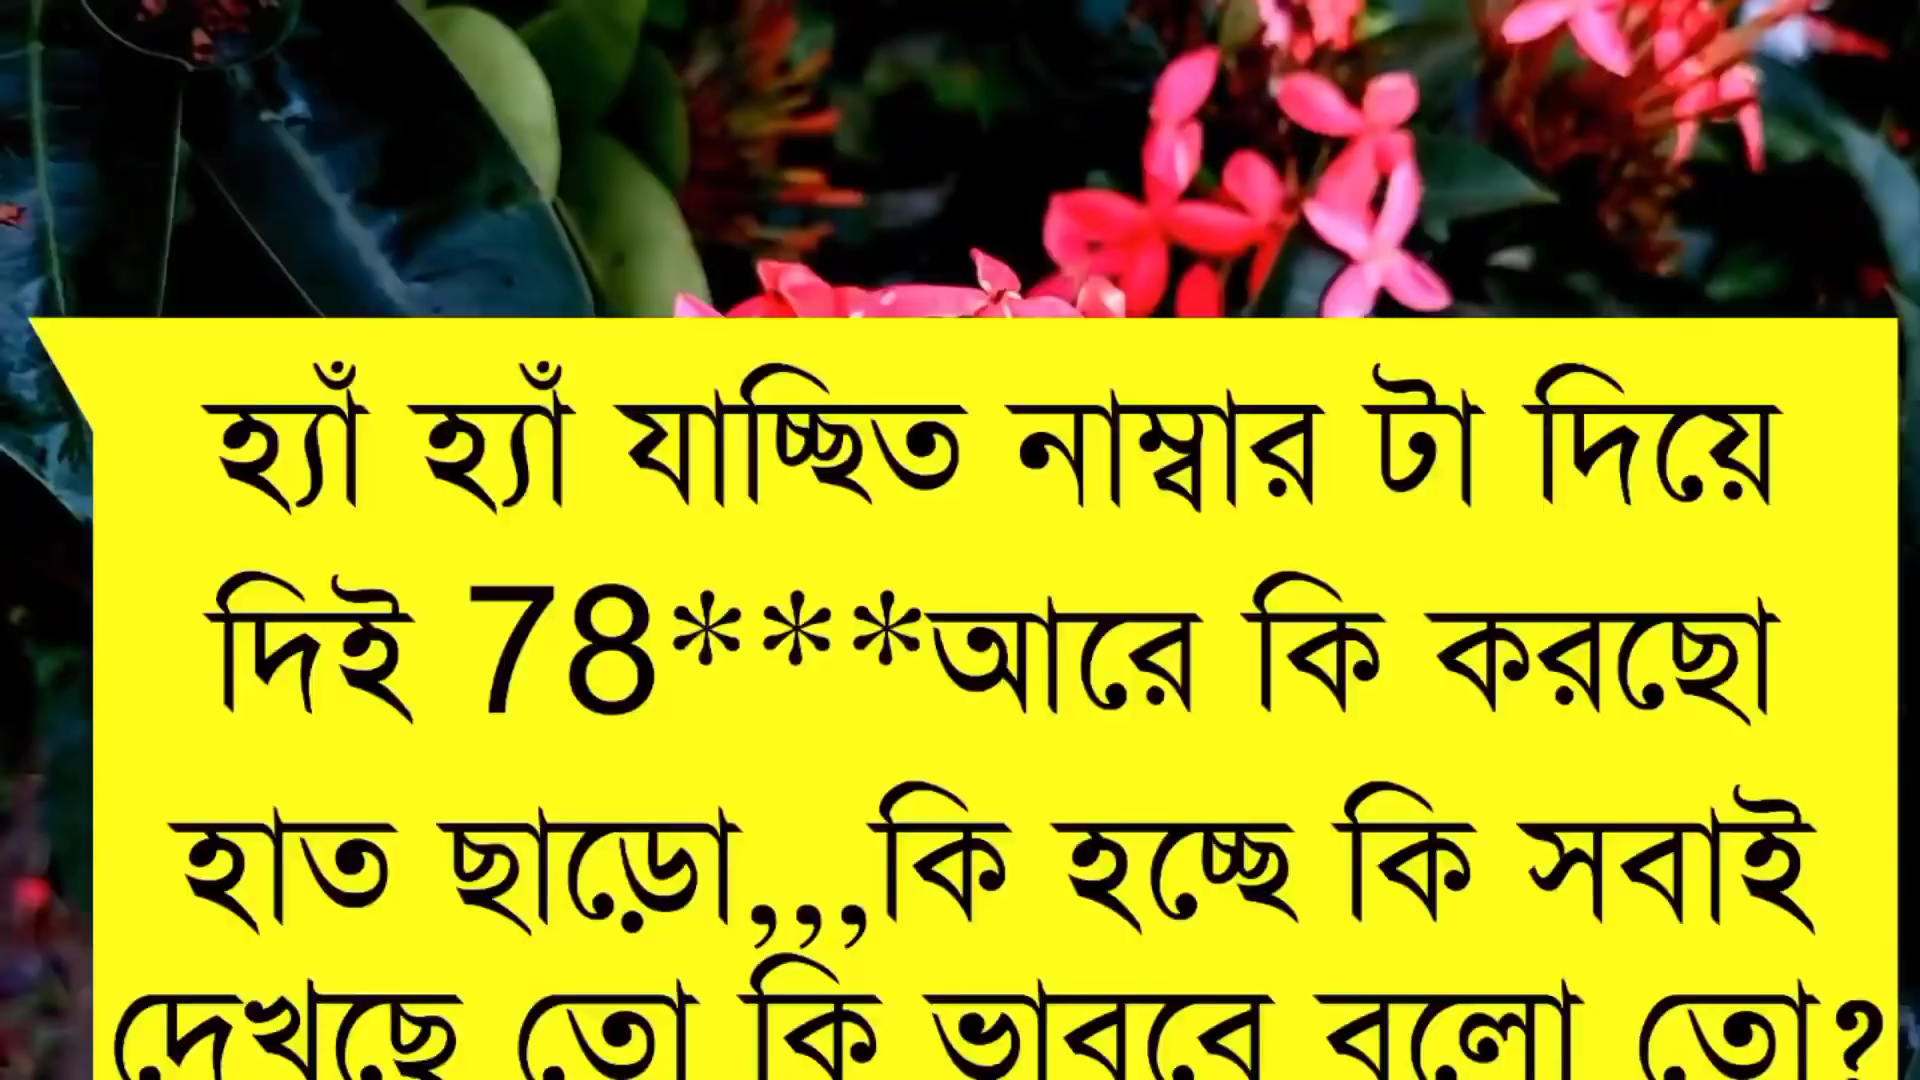 হ্যাঁ হ্যাঁ যাচ্ছিত নাম্বার টা দিয়ে
দিই 78***আরে কি করছো
হাত ছাড়ো,,,কি হচ্ছে কি সবাই
দেখছে তো কি ভাববে বলো তো?